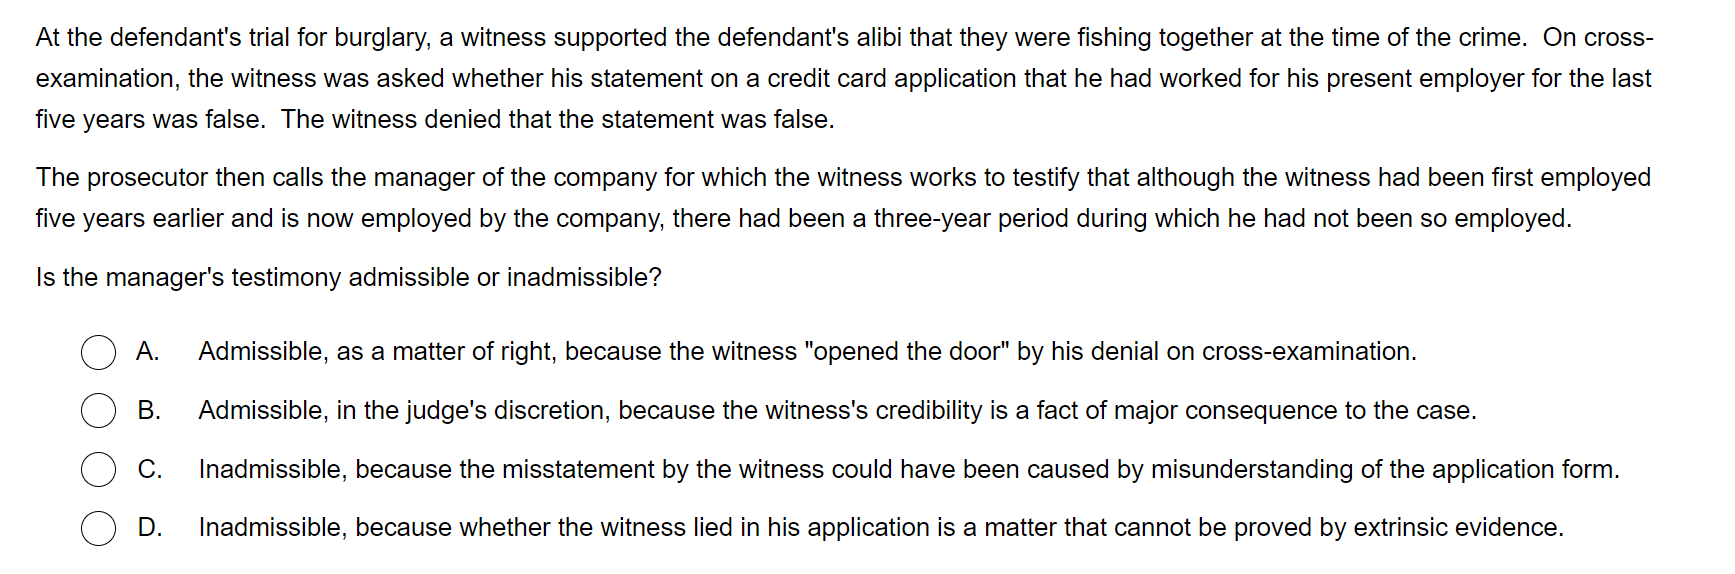 At the defendant's trial for burglary, a witness supported the defendant's alibi that they were fishing together at the time of the crime.  On cross-
examination, the witness was asked whether his statement on a credit card application that he had worked for his present employer for the last
five years was false.  The witness denied that the statement was false.
The prosecutor then calls the manager of the company for which the witness works to testify that although the witness had been first employed
five years earlier and is now employed by the company, there had been a three-year period during which he had not been so employed.
Is the manager's testimony admissible or inadmissible?
A. Admissible, as a matter of right, because the witness "opened the door" by his denial on cross-examination.
B. Admissible, in the judge's discretion, because the witness's credibility is a fact of major consequence to the case.
C. Inadmissible, because the misstatement by the witness could have been caused by misunderstanding of the application form.
D. Inadmissible, because whether the witness lied in his application is a matter that cannot be proved by extrinsic evidence.